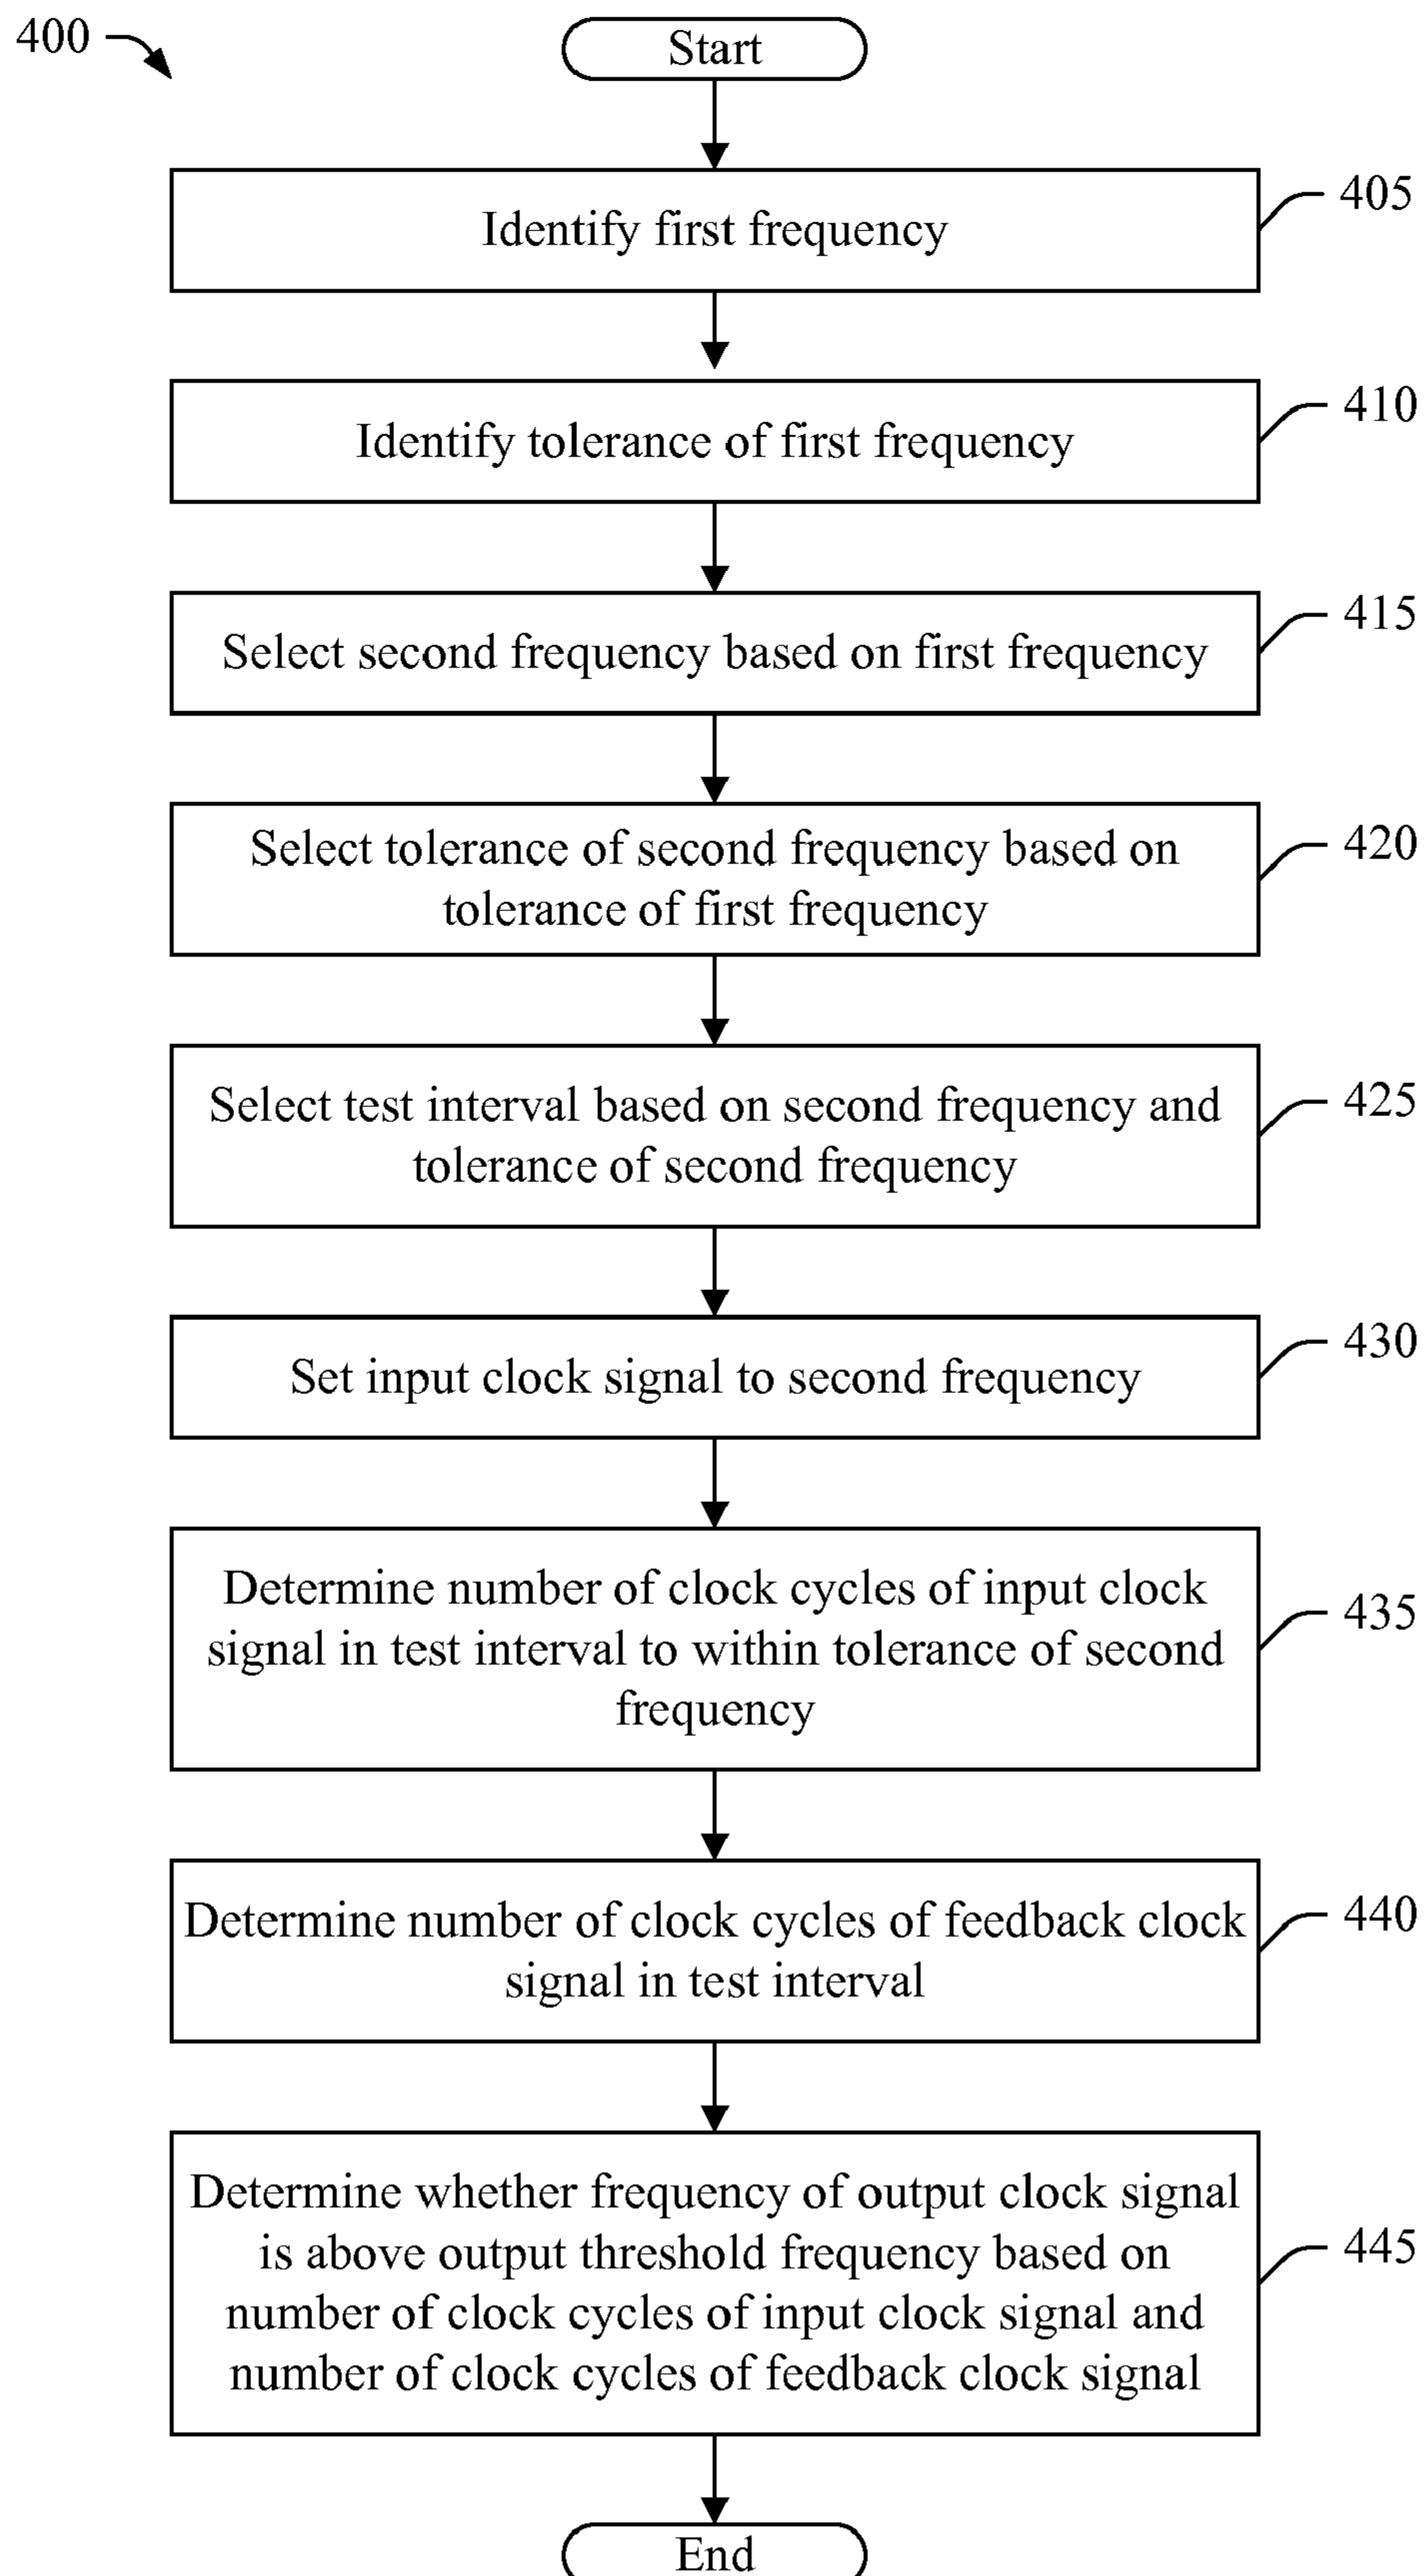 400
Start
405
Identify first frequency
410
Identify tolerance of first frequency
415
Select second frequency based on first frequency
420
Select tolerance of second frequency based on
tolerance of first frequency
425
Select test interval based on second frequency and
tolerance of second frequency
430
Set input clock signal to second frequency
435
Determine number of clock cycles of input clock
signal in test interval to within tolerance of second
frequency
440
Determine number of clock cycles of feedback clock
signal in test interval
445
Determine whether frequency of output clock signal
is above output threshold frequency based on
number of clock cycles of input clock signal and
number of clock cycles of feedback clock signal
End